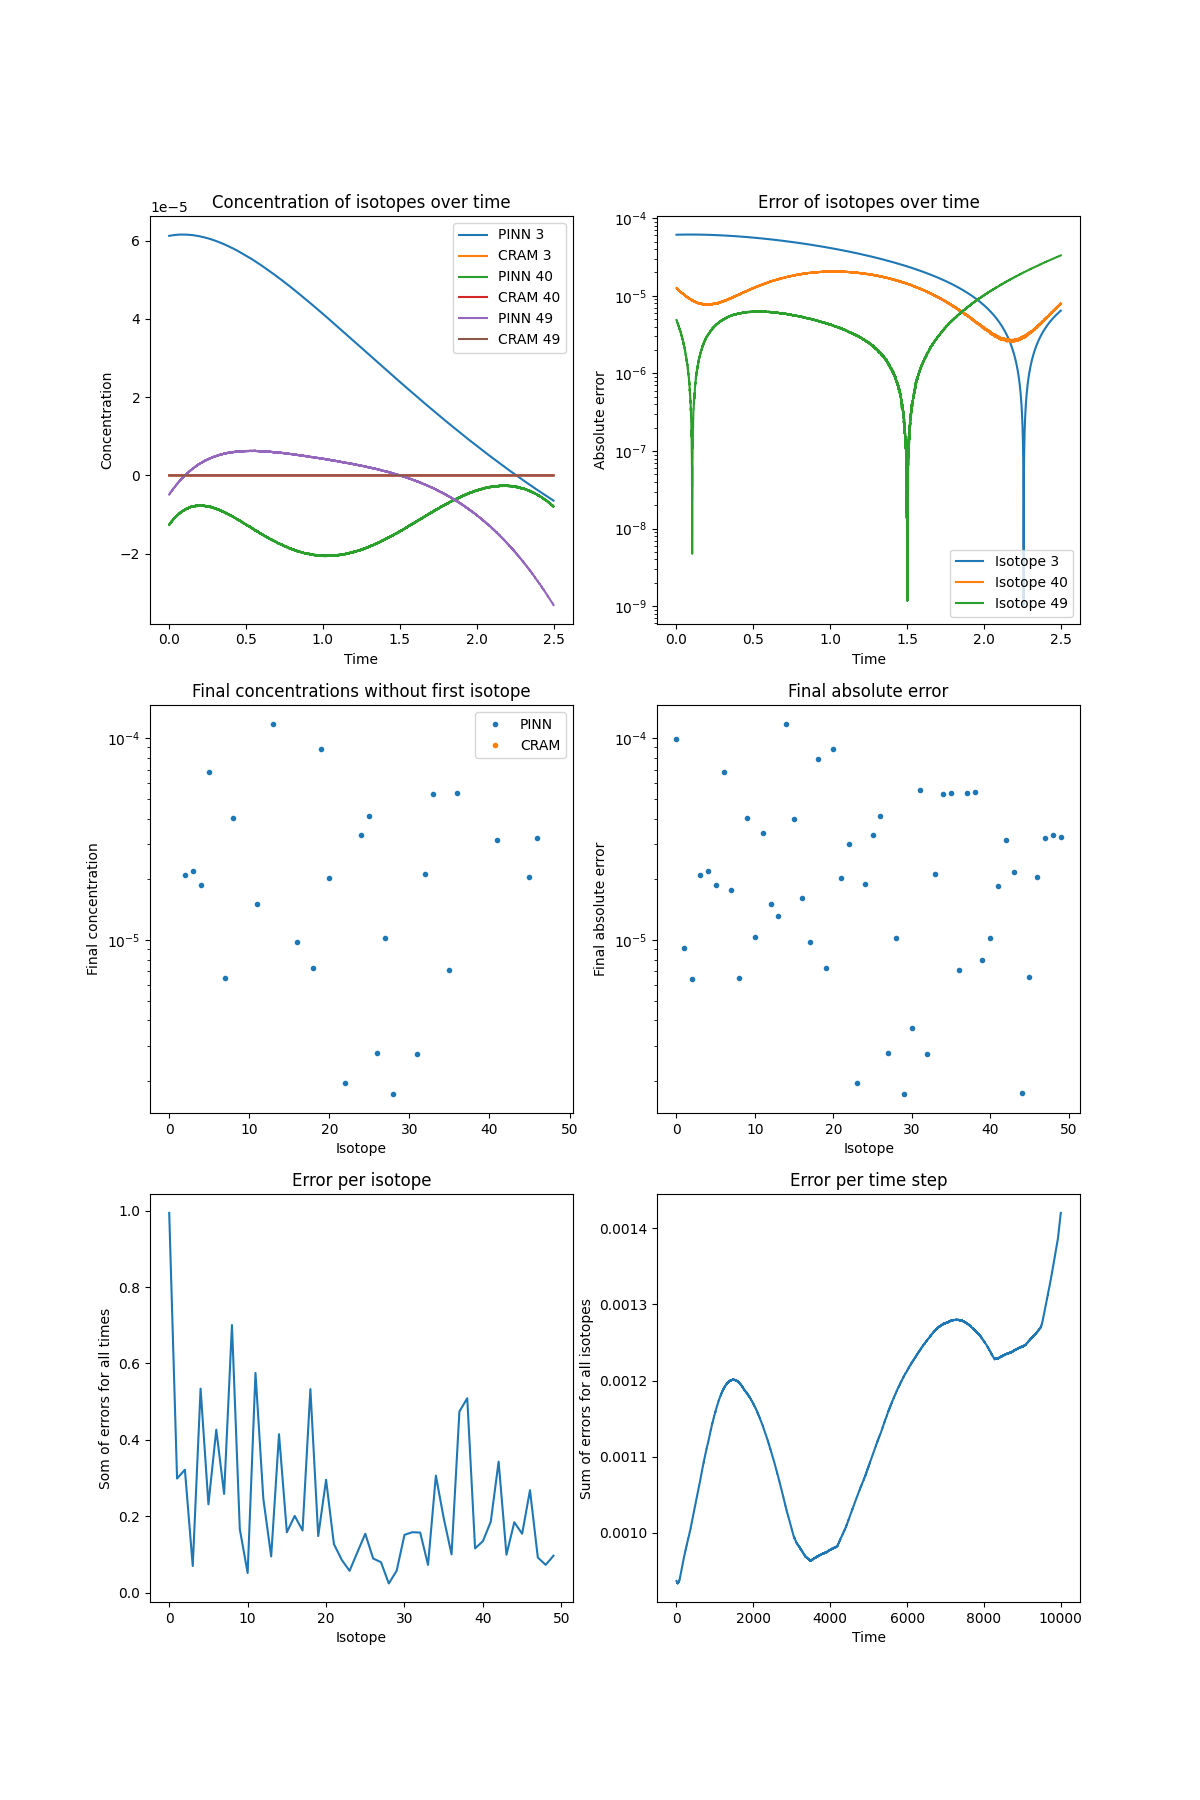 Concentration of isotopes over time
1e−5
6
4
2
0
−2
Concentration
PINN 3
CRAM 3
PINN 40
CRAM 40
PINN 49
CRAM 49
0.0 0.5 1.0 1.5 2.0 2.5
Time
Error of isotopes over time
10−4
10−5
10−6
10−7
10−8
10−9
Absolute error
Isotope 3
Isotope 40
Isotope 49
0.0 0.5 1.0 1.5 2.0 2.5
Time
Final concentrations without first isotope
10−4
10−5
Final concentration
PINN
CRAM
0 10 20 30 40 50
Isotope
Final absolute error
10−4
10−5
Final absolute error
0 10 20 30 40 50
Isotope
Error per isotope
1.0
0.8
0.6
0.4
0.2
0.0
Som of errors for all times
0 10 20 30 40 50
Isotope
Error per time step
0.0014
0.0013
0.0012
0.0011
0.0010
Sum of errors for all isotopes
0 2000 4000 6000 8000 10000
Time